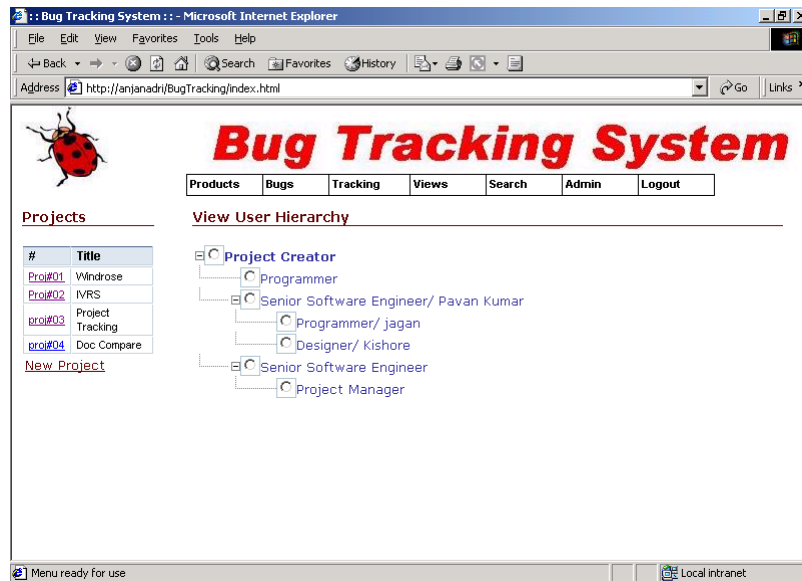 :: Bug Tracking System :: - Microsoft Internet Explorer
File Edit View Favorites Tools Help
Back Search Favorites History
Address http://anjanadri/BugTracking/index.html Go Links
Bug Tracking System
Products Bugs Tracking Views Search Admin Logout
Projects
View User Hierarchy
# Title
Proj#01 Windrose
Proj#02 IVRS
proj#03 Project Tracking
proj#04 Doc Compare
New Project
Project Creator
Programmer
Senior Software Engineer/ Pavan Kumar
Programmer/ jagan
Designer/ Kishore
Senior Software Engineer
Project Manager
Menu ready for use
Local intranet